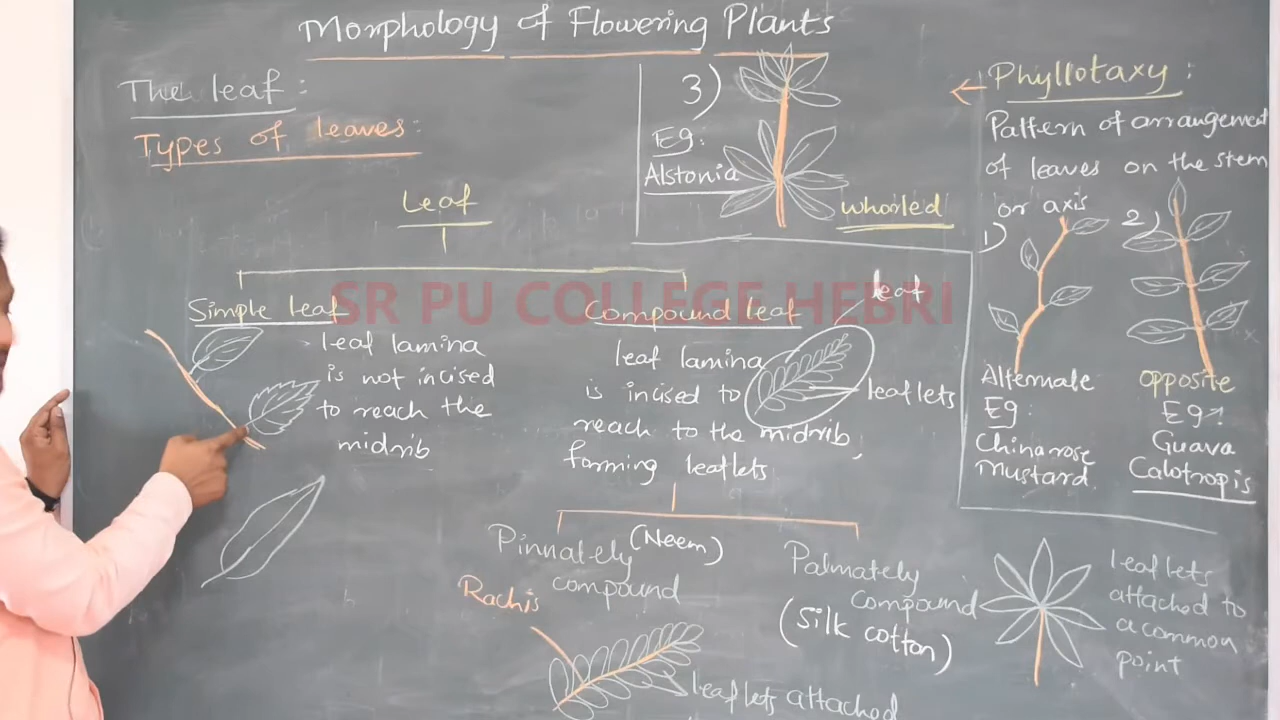 Morphology of Flowering Plants
The leaf :
Types of leaves :
Leaf
Simple leaf
leaf lamina
is not incised
to reach the
midrib
Compound leaf
leaf
leaf lamina
is incised to
leaflets
reach to the midrib,
forming leaflets
Pinnately (Neem)
compound
Rachis
leaflets attached
Palmately
compound
(Silk cotton)
leaflets
attached to
a common
point
3)
Eg:
Alstonia
whorled
← Phyllotaxy :
Pattern of arrangement
of leaves on the stem
or axis
1)
Alternate
Eg:
Chinarose
Mustard
2)
opposite
Eg:
Guava
Calotropis
SR PU COLLEGE HEBRI